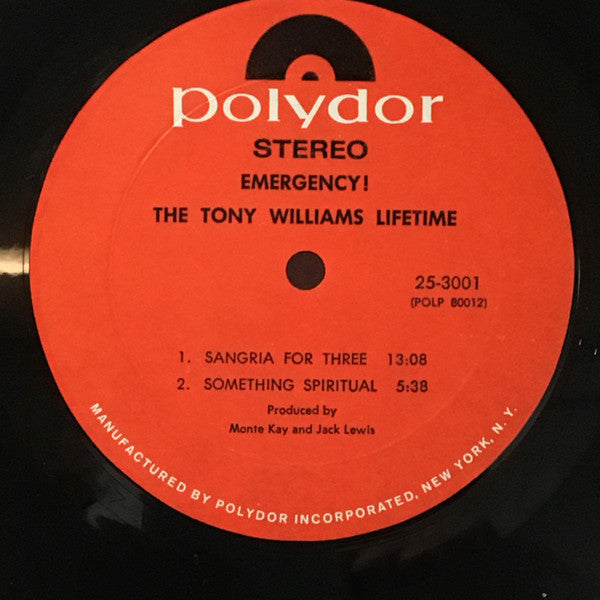 polydor
STEREO
EMERGENCY!
THE TONY WILLIAMS LIFETIME
25-3001
(POLP 80012)
1. SANGRIA FOR THREE 13:08
2. SOMETHING SPIRITUAL 5:38
Produced by
Monte Kay and Jack Lewis
MANUFACTURED BY POLYDOR INCORPORATED, NEW YORK, N. Y.